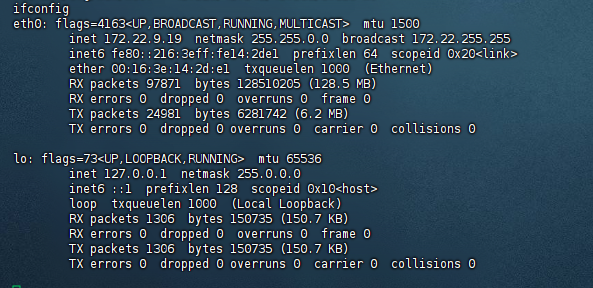 ifconfig
eth0: flags=4163<UP,BROADCAST,RUNNING,MULTICAST>  mtu 1500
inet 172.22.9.19  netmask 255.255.0.0  broadcast 172.22.255.255
inet6 fe80::216:3eff:fe14:2de1  prefixlen 64  scopeid 0x20<link>
ether 00:16:3e:14:2d:e1  txqueuelen 1000  (Ethernet)
RX packets 97871  bytes 128510205 (128.5 MB)
RX errors 0  dropped 0  overruns 0  frame 0
TX packets 24981  bytes 6281742 (6.2 MB)
TX errors 0  dropped 0 overruns 0  carrier 0  collisions 0
lo: flags=73<UP,LOOPBACK,RUNNING>  mtu 65536
inet 127.0.0.1  netmask 255.0.0.0
inet6 ::1  prefixlen 128  scopeid 0x10<host>
loop  txqueuelen 1000  (Local Loopback)
RX packets 1306  bytes 150735 (150.7 KB)
RX errors 0  dropped 0  overruns 0  frame 0
TX packets 1306  bytes 150735 (150.7 KB)
TX errors 0  dropped 0 overruns 0  carrier 0  collisions 0